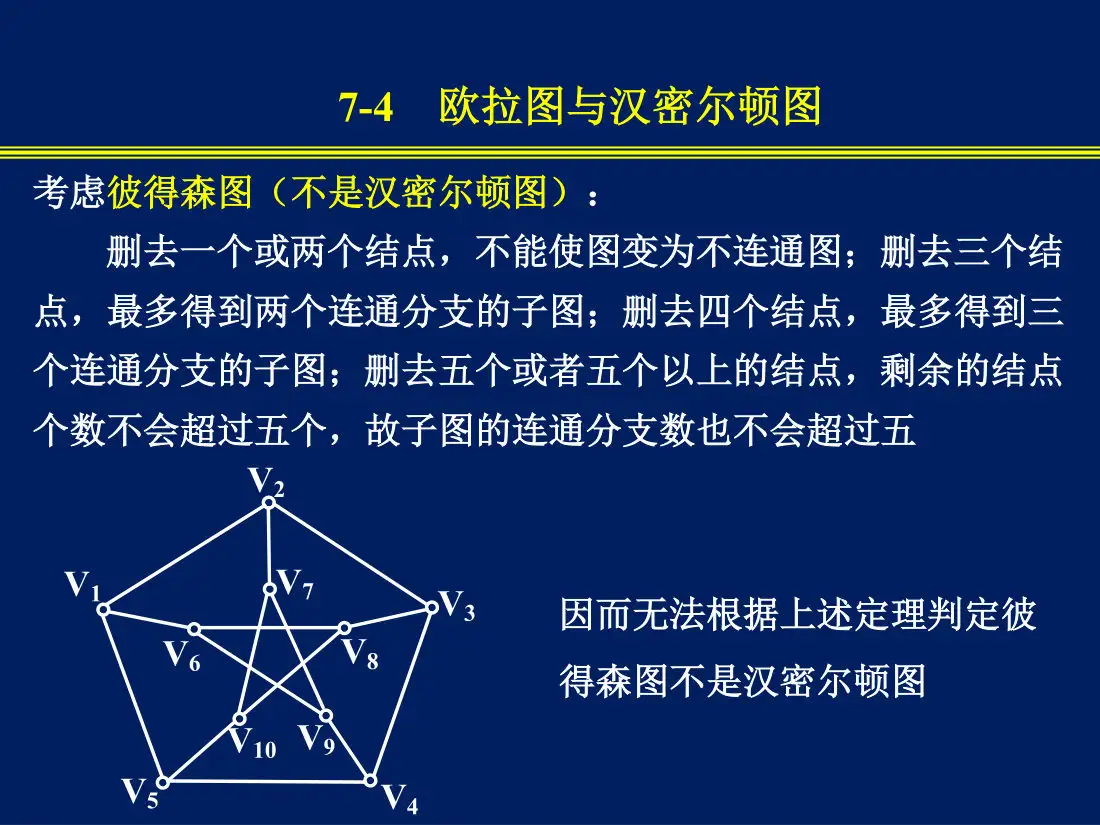 7-4 欧拉图与汉密尔顿图
考虑彼得森图（不是汉密尔顿图）：
删去一个或两个结点，不能使图变为不连通图；删去三个结
点，最多得到两个连通分支的子图；删去四个结点，最多得到三
个连通分支的子图；删去五个或者五个以上的结点，剩余的结点
个数不会超过五个，故子图的连通分支数也不会超过五
V2
V1
V7
V3
因而无法根据上述定理判定彼
V6
V8
得森图不是汉密尔顿图
V10
V9
V5
V4